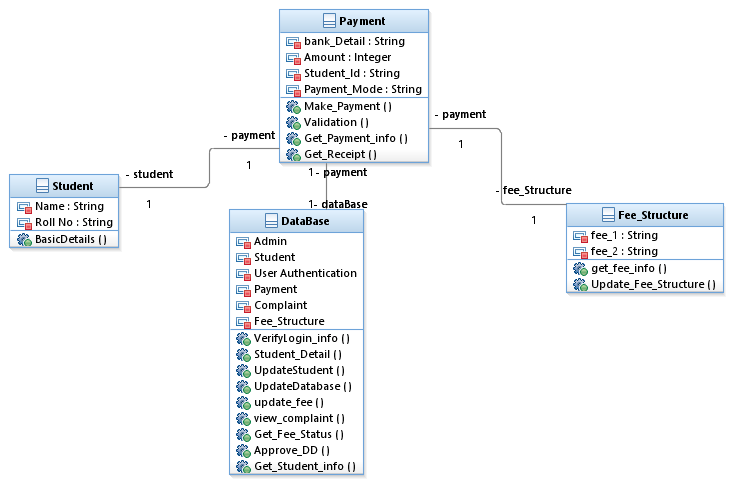 Payment
bank_Detail : String
Amount : Integer
Student_Id : String
Payment_Mode : String
Make_Payment ( )
Validation ( )
Get_Payment_info ( )
Get_Receipt ( )
- payment
1
- student
1
- payment
1
- fee_Structure
1
1 - payment
1 - dataBase
Student
Name : String
Roll No : String
BasicDetails ( )
DataBase
Admin
Student
User Authentication
Payment
Complaint
Fee_Structure
VerifyLogin_info ( )
Student_Detail ( )
UpdateStudent ( )
UpdateDatabase ( )
update_fee ( )
view_complaint ( )
Get_Fee_Status ( )
Approve_DD ( )
Get_Student_info ( )
Fee_Structure
fee_1 : String
fee_2 : String
get_fee_info ( )
Update_Fee_Structure ( )